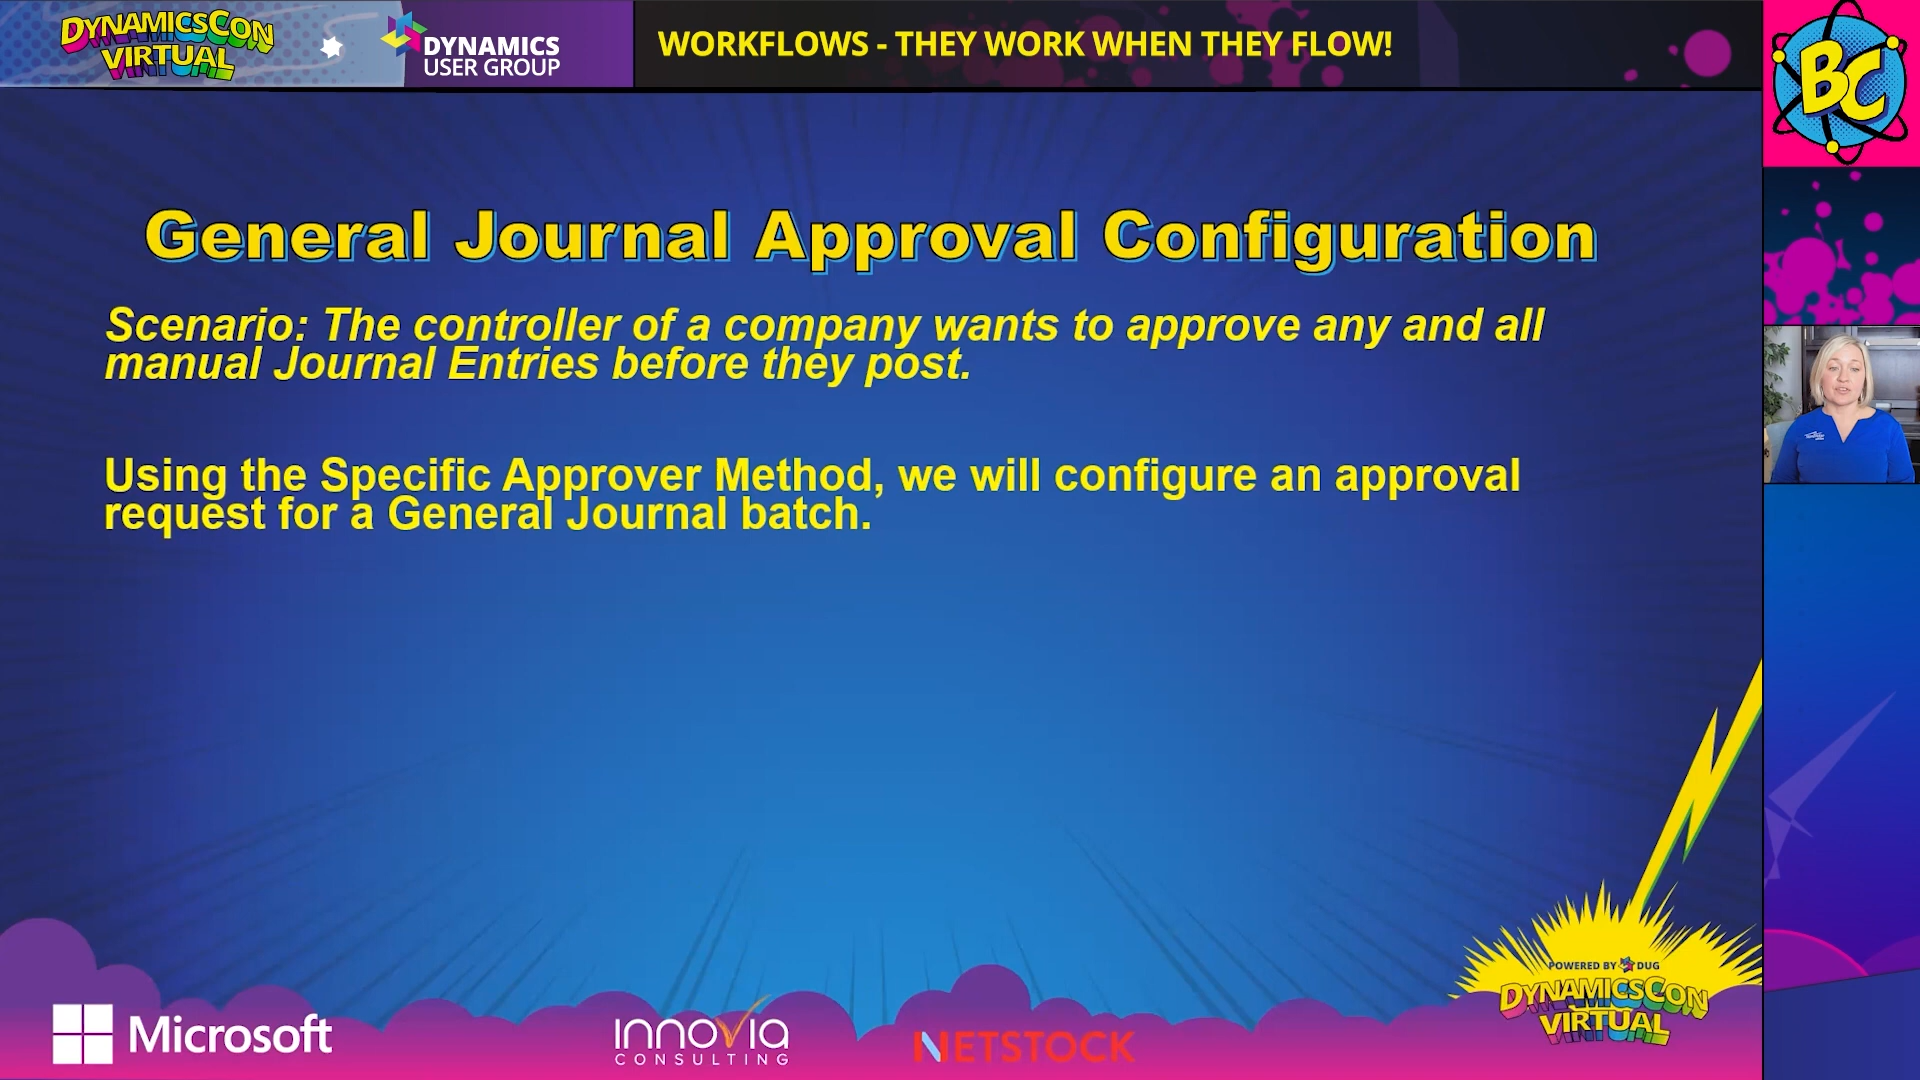 DYNAMICSCON
VIRTUAL
DYNAMICS
USER GROUP
WORKFLOWS - THEY WORK WHEN THEY FLOW!
BC
General Journal Approval Configuration
Scenario: The controller of a company wants to approve any and all
manual Journal Entries before they post.
Using the Specific Approver Method, we will configure an approval
request for a General Journal batch.
POWERED BY DUG
DYNAMICSCON
VIRTUAL
Microsoft
INNOVIA
CONSULTING
NETSTOCK